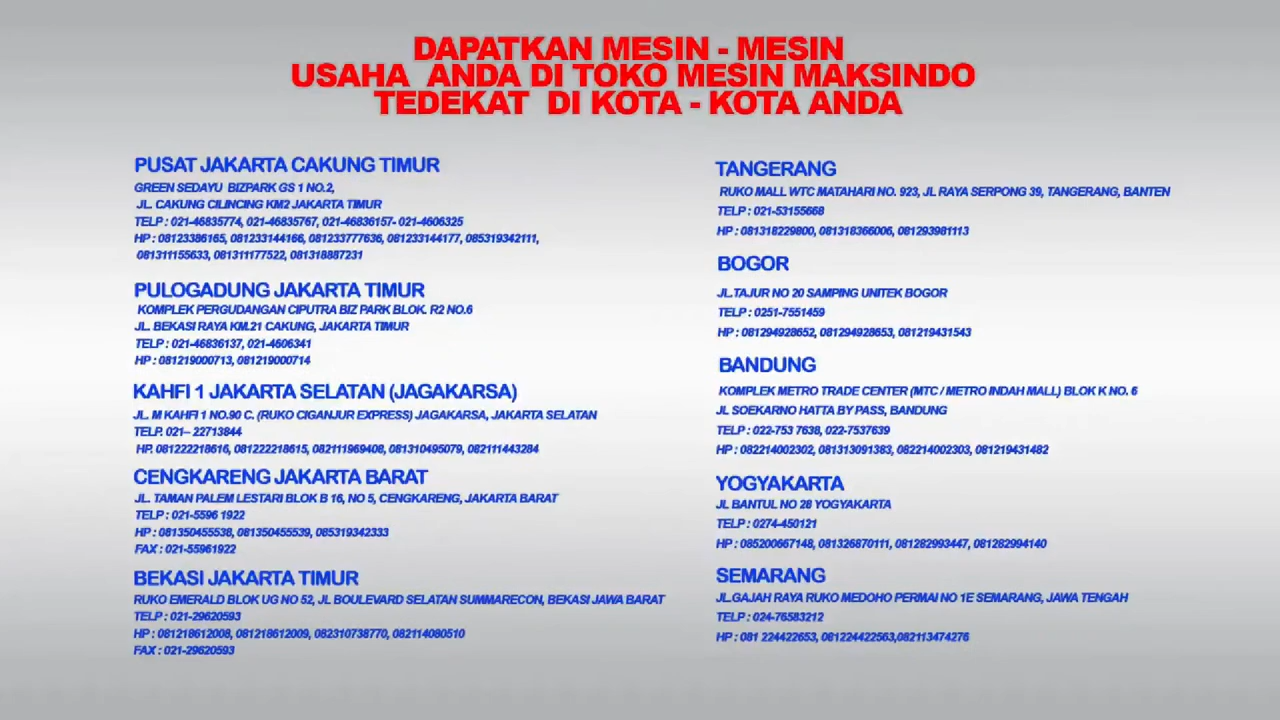 DAPATKAN MESIN - MESIN
USAHA ANDA DI TOKO MESIN MAKSINDO
TEDEKAT DI KOTA - KOTA ANDA
PUSAT JAKARTA CAKUNG TIMUR
GREEN SEDAYU BIZPARK GS 1 NO.2,
JL. CAKUNG CILINCING KM2 JAKARTA TIMUR
TELP : 021-46835774, 021-46835767, 021-46836157- 021-4606325
HP : 08123386165, 081233144166, 081233777636, 081233144177, 085319342111,
081311155633, 081311177522, 081318887231
PULOGADUNG JAKARTA TIMUR
KOMPLEK PERGUDANGAN CIPUTRA BIZ PARK BLOK. R2 NO.6
JL. BEKASI RAYA KM.21 CAKUNG, JAKARTA TIMUR
TELP : 021-46836137, 021-4606341
HP : 081219000713, 081219000714
KAHFI 1 JAKARTA SELATAN (JAGAKARSA)
JL. M KAHFI 1 NO.90 C. (RUKO CIGANJUR EXPRESS) JAGAKARSA, JAKARTA SELATAN
TELP. 021– 22713844
HP. 081222218616, 081222218615, 082111969408, 081310495079, 082111443284
CENGKARENG JAKARTA BARAT
JL. TAMAN PALEM LESTARI BLOK B 16, NO 5, CENGKARENG, JAKARTA BARAT
TELP : 021-5596 1922
HP : 081350455538, 081350455539, 085319342333
FAX : 021-55961922
BEKASI JAKARTA TIMUR
RUKO EMERALD BLOK UG NO 52, JL BOULEVARD SELATAN SUMMARECON, BEKASI JAWA BARAT
TELP : 021-29620593
HP : 081218612008, 081218612009, 082310738770, 082114080510
FAX : 021-29620593
TANGERANG
RUKO MALL WTC MATAHARI NO. 923, JL RAYA SERPONG 39, TANGERANG, BANTEN
TELP : 021-53155668
HP : 081318229800, 081318366006, 081293981113
BOGOR
JL.TAJUR NO 20 SAMPING UNITEK BOGOR
TELP : 0251-7551459
HP : 081294928652, 081294928653, 081219431543
BANDUNG
KOMPLEK METRO TRADE CENTER (MTC / METRO INDAH MALL) BLOK K NO. 6
JL SOEKARNO HATTA BY PASS, BANDUNG
TELP : 022-753 7638, 022-7537639
HP : 082214002302, 081313091383, 082214002303, 081219431482
YOGYAKARTA
JL BANTUL NO 28 YOGYAKARTA
TELP : 0274-450121
HP : 085200667148, 081326870111, 081282993447, 081282994140
SEMARANG
JL.GAJAH RAYA RUKO MEDOHO PERMAI NO 1E SEMARANG, JAWA TENGAH
TELP : 024-76583212
HP : 081 224422653, 081224422563,082113474276